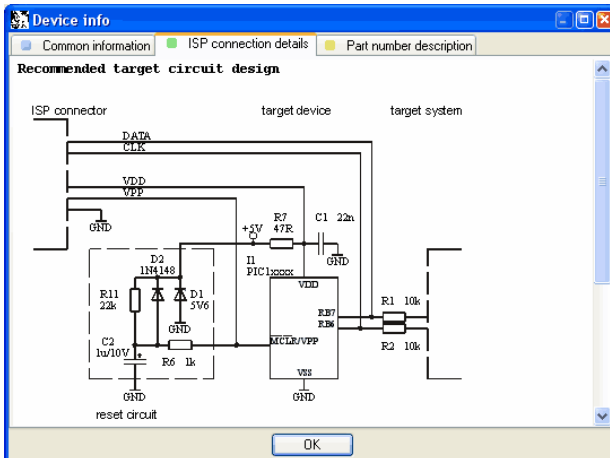 Device info
Common information
ISP connection details
Part number description
Recommended target circuit design
ISP connector
target device
target system
DATA
CLK
VDD
VPP
GND
+5V
R7
47R
C1 22n
GND
D2
1N4148
I1
PIC1xxxx
VDD
R11
22k
D1
5V6
GND
RB7
RB6
R1 10k
R2 10k
C2
1u/10V
+
R6 1k
MCLR/VPP
VSS
GND
GND
reset circuit
OK